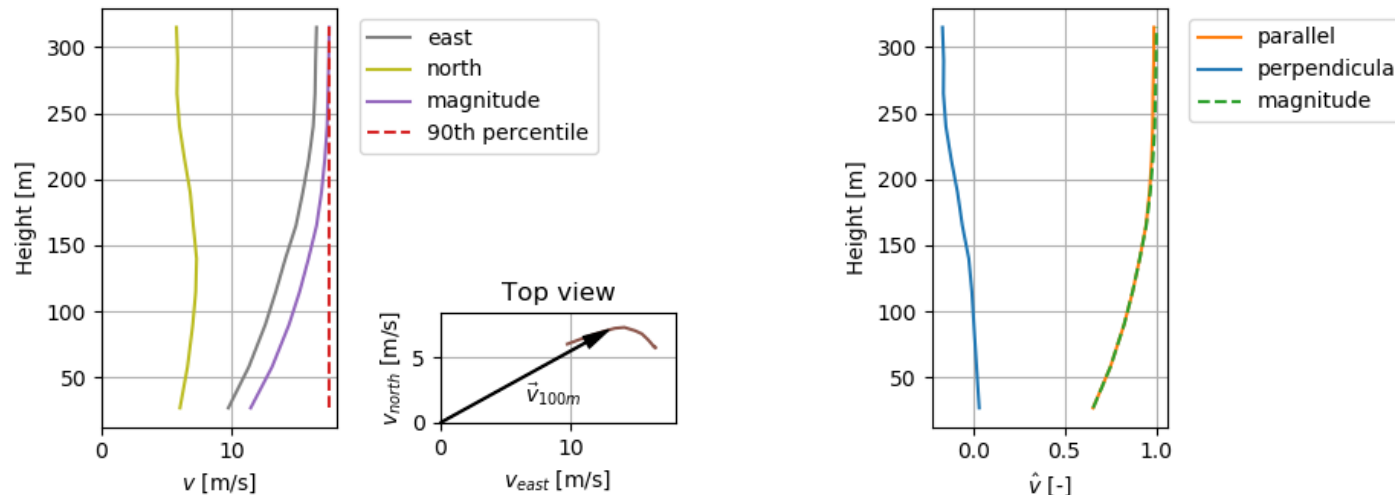 Height [m]
300
250
200
150
100
50
0
10
v [m/s]
east
north
magnitude
90th percentile
Top view
v_north [m/s]
5
0
v⃗_100m
0
10
v_east [m/s]
Height [m]
300
250
200
150
100
50
0.0
0.5
1.0
v̂ [-]
parallel
perpendicula
magnitude